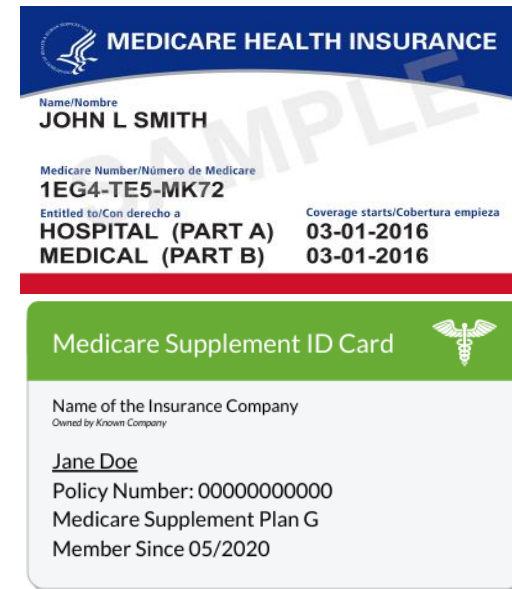 MEDICARE HEALTH INSURANCE
SAMPLE
Name/Nombre
JOHN L SMITH
Medicare Number/Número de Medicare
1EG4-TE5-MK72
Entitled to/Con derecho a Coverage starts/Cobertura empieza
HOSPITAL (PART A) 03-01-2016
MEDICAL (PART B) 03-01-2016
Medicare Supplement ID Card
Name of the Insurance Company
Owned by Known Company
Jane Doe
Policy Number: 00000000000
Medicare Supplement Plan G
Member Since 05/2020